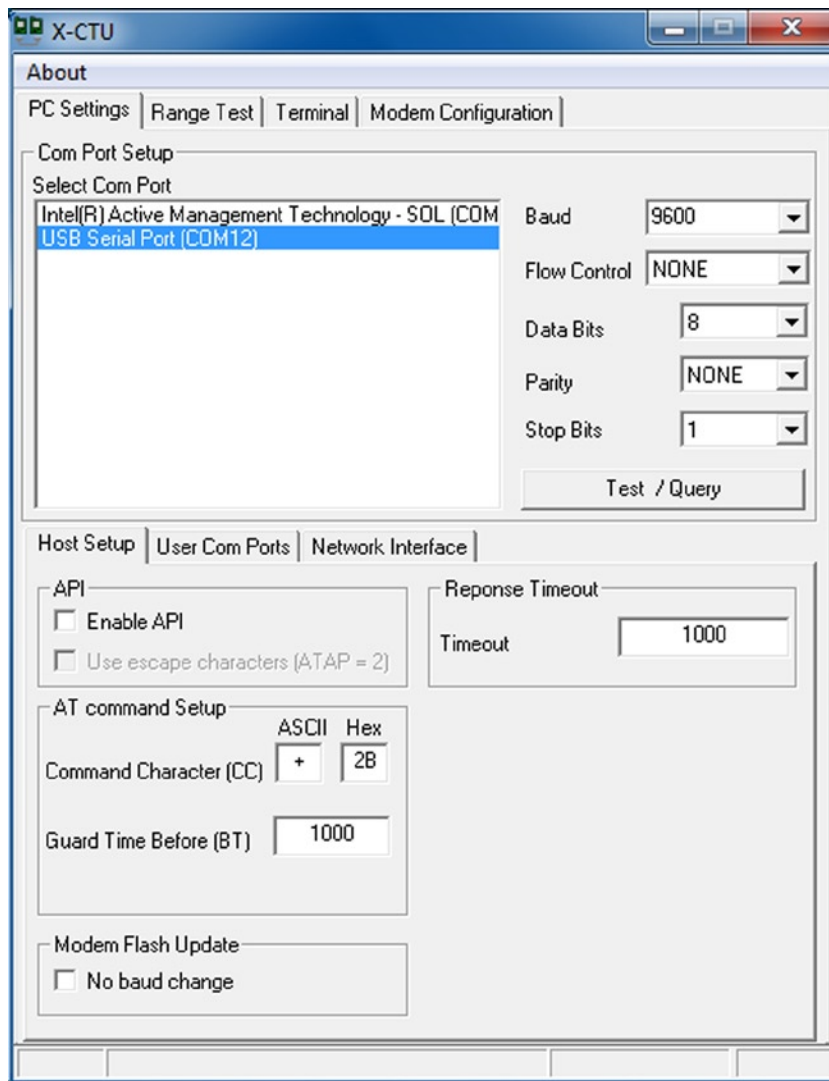 X-CTU
About
PC Settings Range Test Terminal Modem Configuration
Com Port Setup
Select Com Port
Intel(R) Active Management Technology - SOL (COM
USB Serial Port (COM12)
Baud 9600
Flow Control NONE
Data Bits 8
Parity NONE
Stop Bits 1
Test / Query
Host Setup User Com Ports Network Interface
API
Enable API
Use escape characters (ATAP = 2)
Reponse Timeout
Timeout 1000
AT command Setup
ASCII Hex
Command Character (CC) + 2B
Guard Time Before (BT) 1000
Modem Flash Update
No baud change